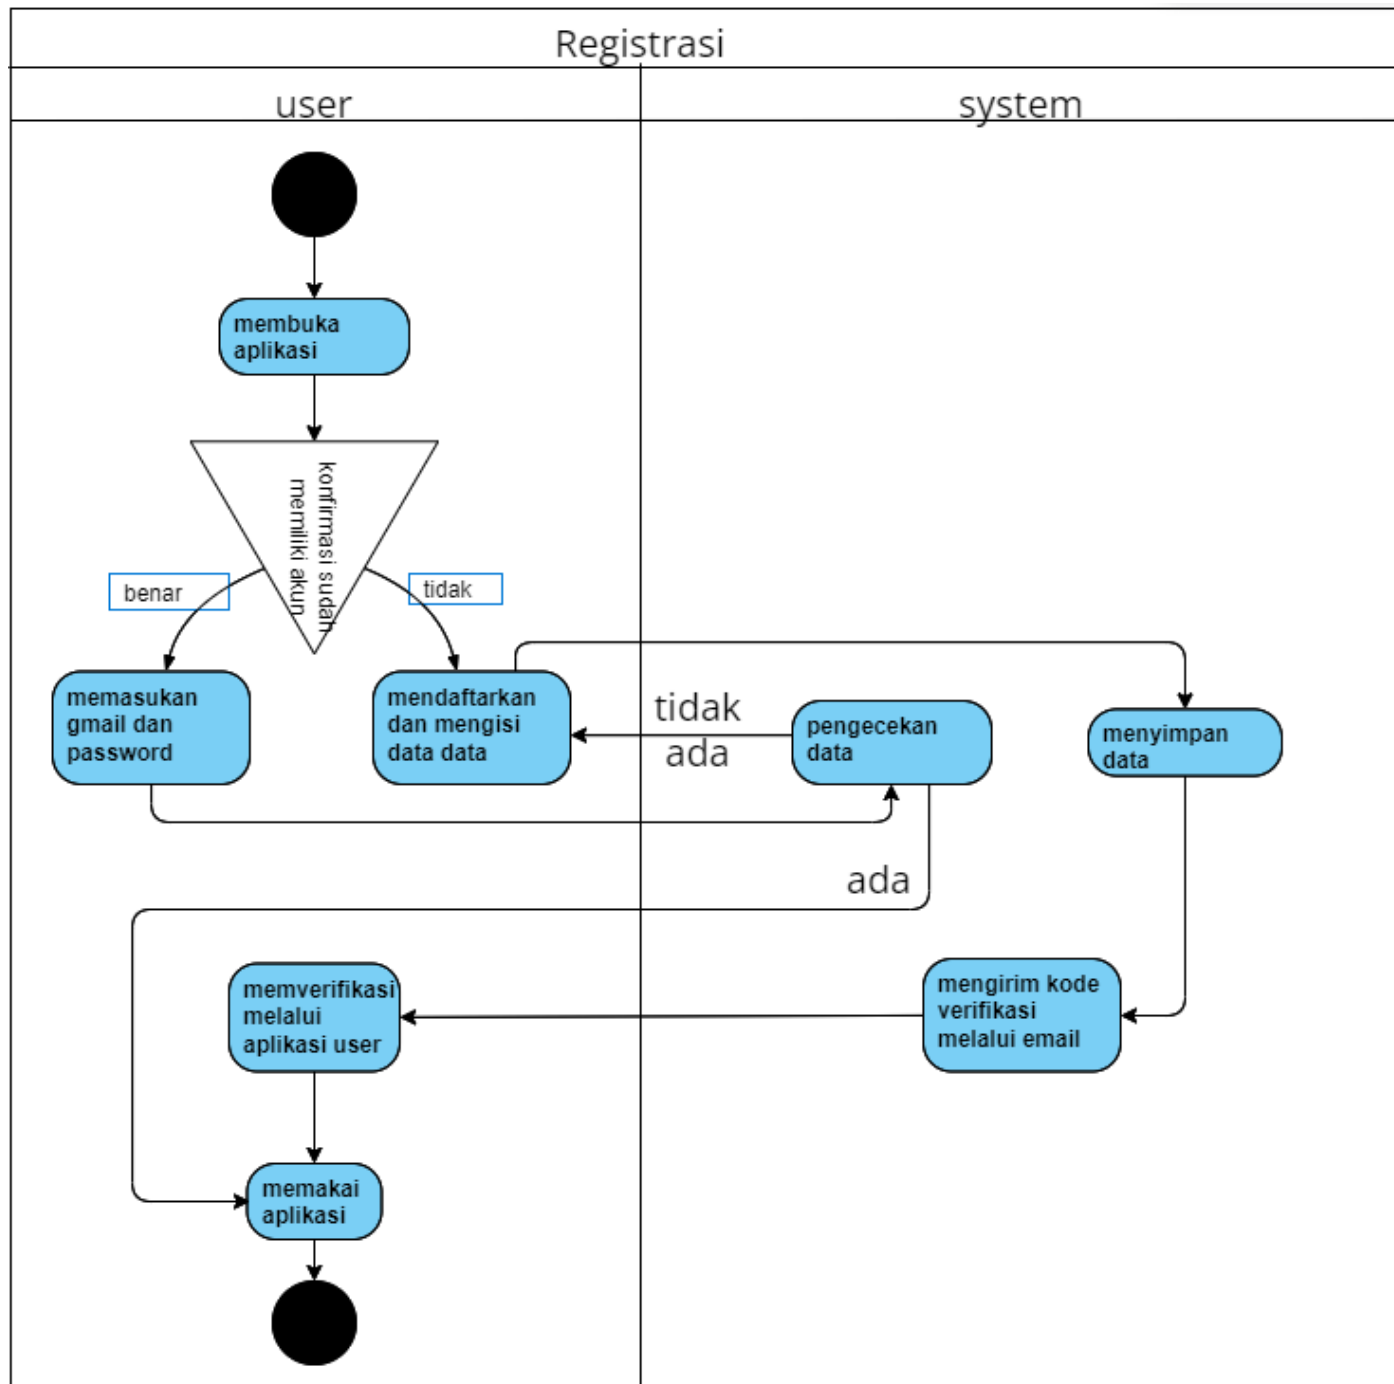 Registrasi
user
system
membuka
aplikasi
konfirmasi sudah
memiliki akun
benar
tidak
memasukan
gmail dan
password
mendaftarkan
dan mengisi
data data
tidak
ada
pengecekan
data
menyimpan
data
ada
memverifikasi
melalui
aplikasi user
mengirim kode
verifikasi
melalui email
memakai
aplikasi